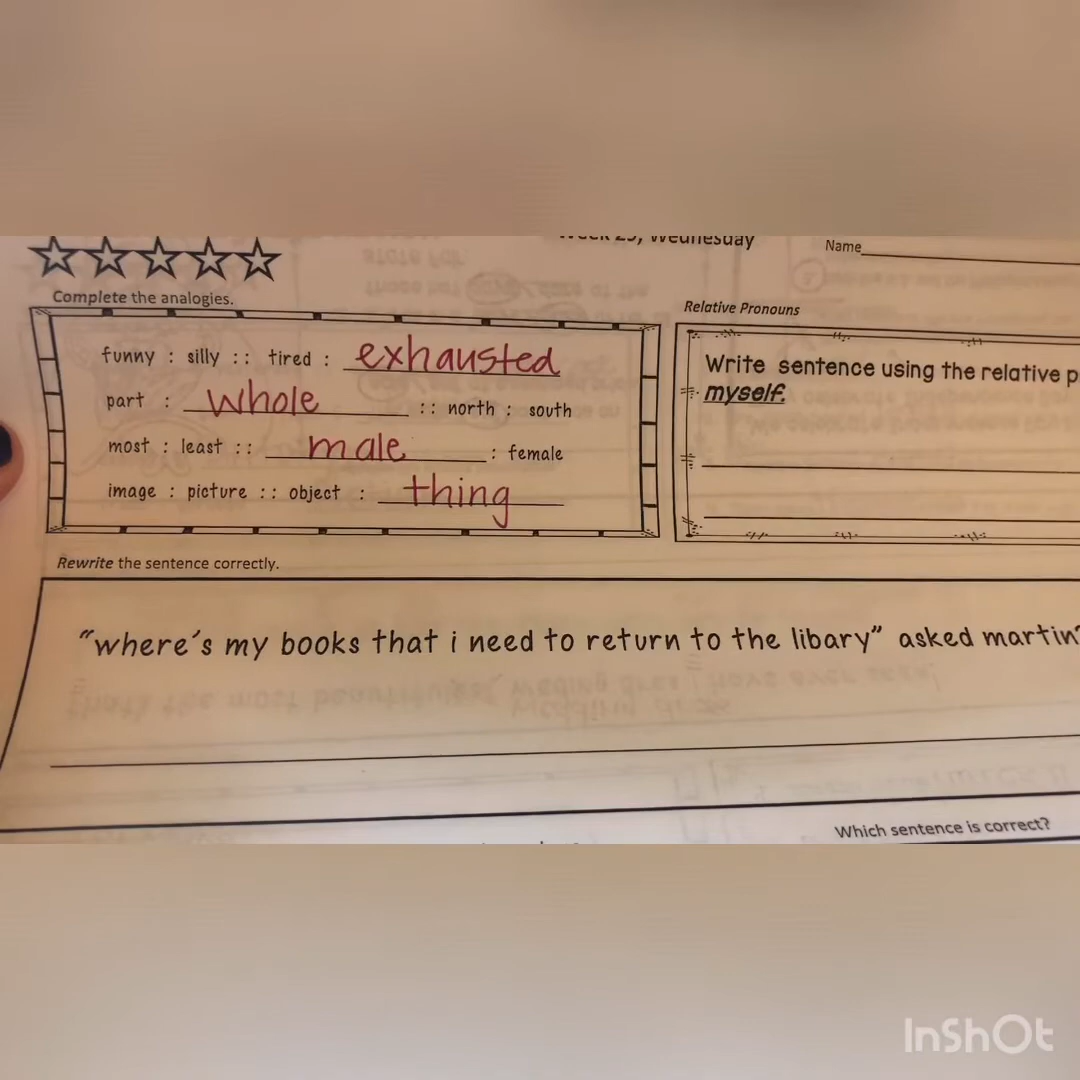 Wednesday
Name
Complete the analogies.
funny : silly :: tired : exhausted
part : whole :: north : south
most : least :: male : female
image : picture :: object : thing
Relative Pronouns
Write sentence using the relative p
myself.
Rewrite the sentence correctly.
"where's my books that i need to return to the libary" asked martin?
Which sentence is correct?
InShOt